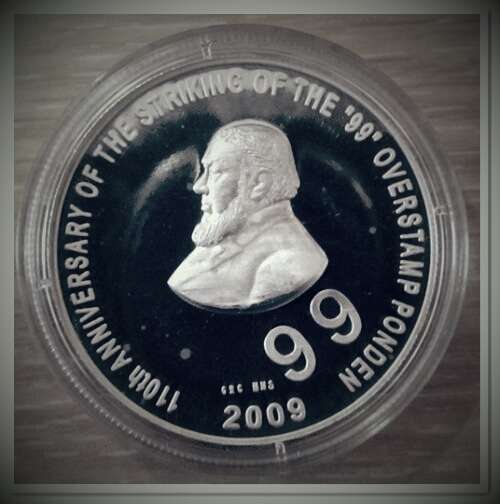 110th ANNIVERSARY OF THE STRIKING OF THE "99" OVERSTAMP PONDEN
99
2009